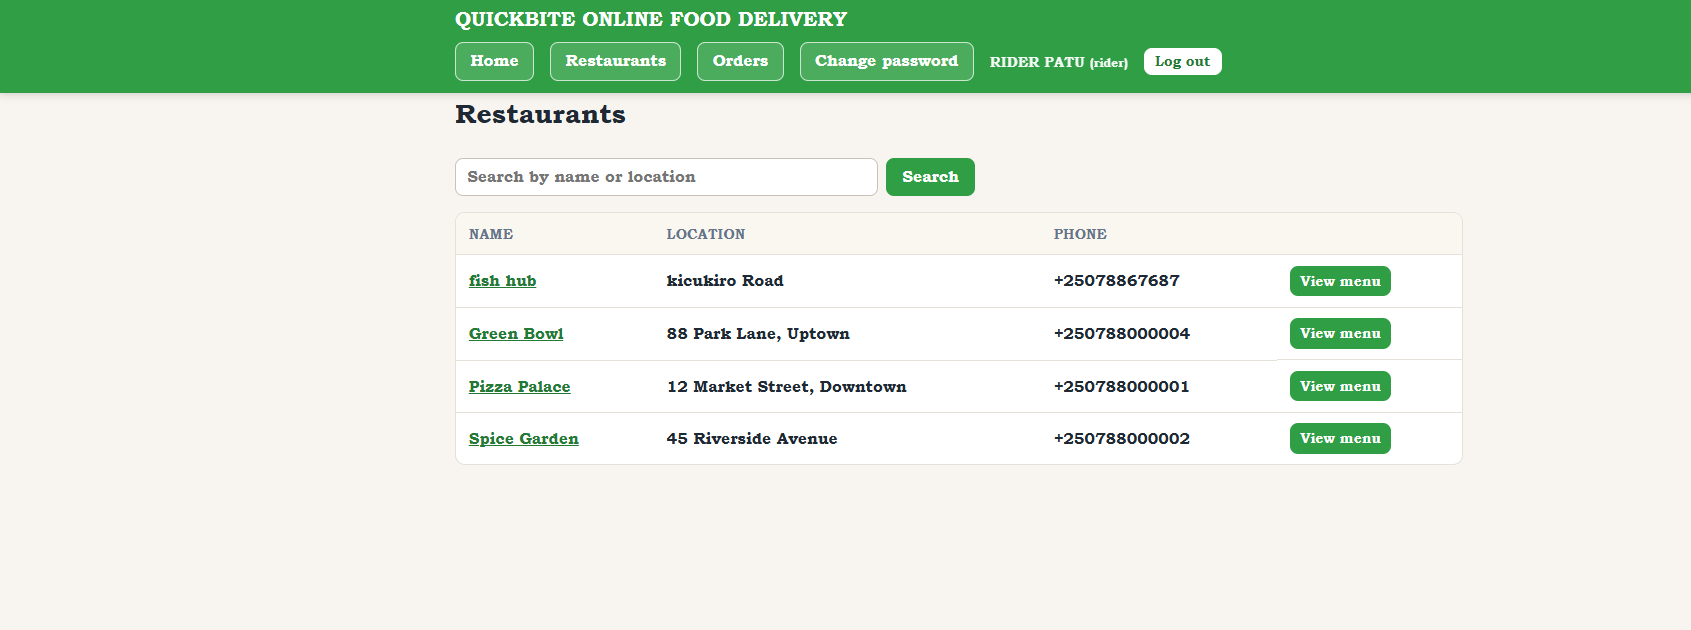 QUICKBITE ONLINE FOOD DELIVERY
Home Restaurants Orders Change password RIDER PATU (rider) Log out
Restaurants
Search by name or location Search
NAME LOCATION PHONE
fish hub kicukiro Road +25078867687 View menu
Green Bowl 88 Park Lane, Uptown +250788000004 View menu
Pizza Palace 12 Market Street, Downtown +250788000001 View menu
Spice Garden 45 Riverside Avenue +250788000002 View menu